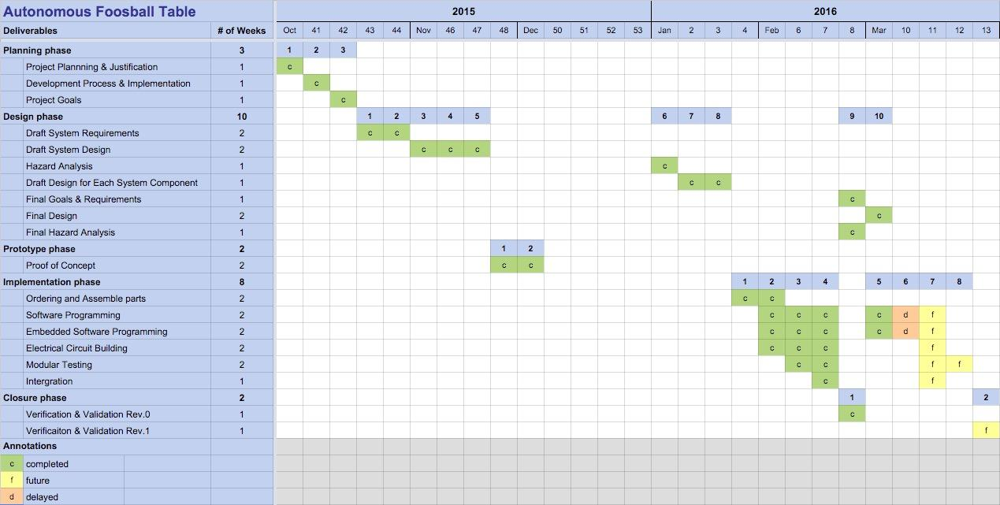 Autonomous Foosball Table 2015 2016
Deliverables # of Weeks Oct 41 42 43 44 Nov 46 47 48 Dec 50 51 52 53 Jan 2 3 4 Feb 6 7 8 Mar 10 11 12 13
Planning phase 3 1 2 3
Project Plannning & Justification 1 c
Development Process & Implementation 1 c
Project Goals 1 c
Design phase 10 1 2 3 4 5 6 7 8 9 10
Draft System Requirements 2 c c
Draft System Design 2 c c c
Hazard Analysis 1 c
Draft Design for Each System Component 1 c c
Final Goals & Requirements 1 c
Final Design 2 c
Final Hazard Analysis 1 c
Prototype phase 2 1 2
Proof of Concept 2 c c
Implementation phase 8 1 2 3 4 5 6 7 8
Ordering and Assemble parts 2 c c
Software Programming 2 c c c c d f
Embedded Software Programming 2 c c c c d f
Electrical Circuit Building 2 c c c f
Modular Testing 2 c c f f
Intergration 1 c f
Closure phase 2 1 2
Verification & Validation Rev.0 1 c
Verificaiton & Validation Rev.1 1 f
Annotations
c completed
f future
d delayed